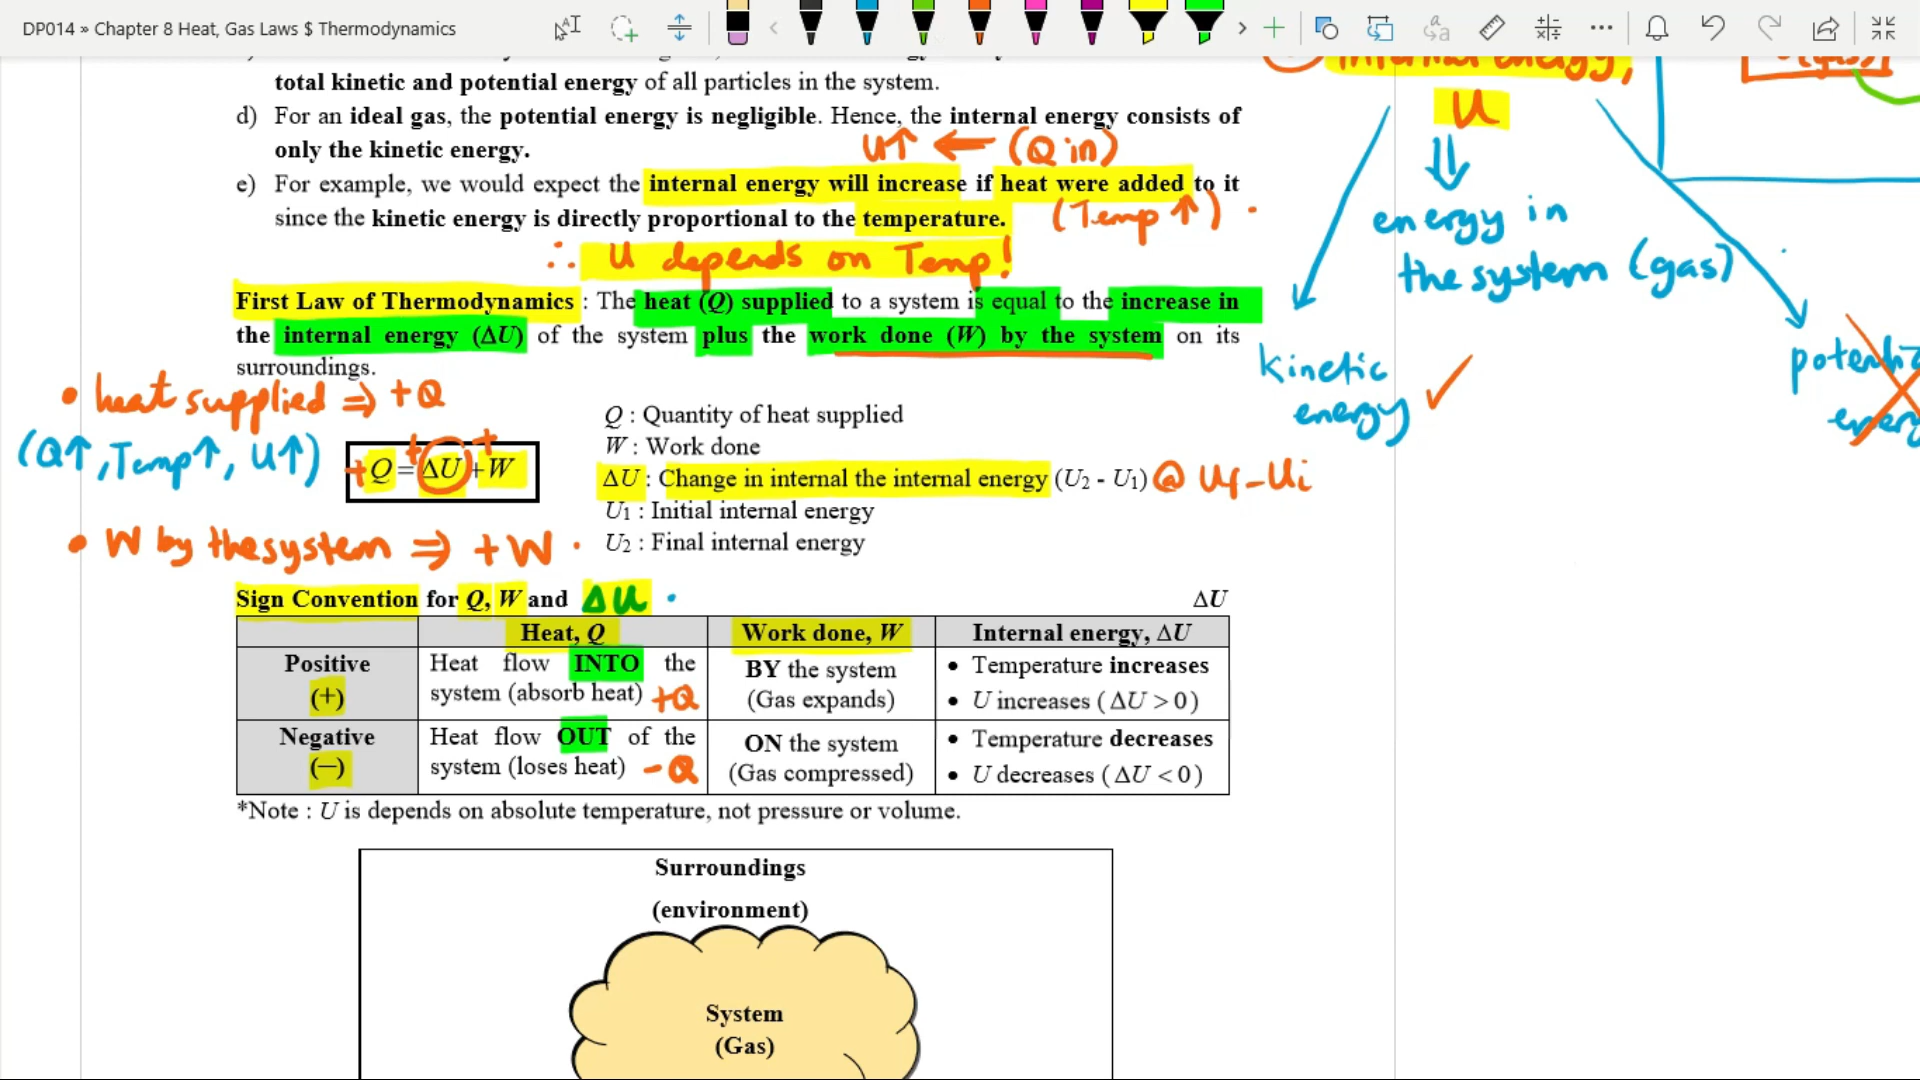 DP014 » Chapter 8 Heat, Gas Laws $ Thermodynamics
total kinetic and potential energy of all particles in the system.
internal energy,
U
d) For an ideal gas, the potential energy is negligible. Hence, the internal energy consists of
only the kinetic energy.
U↑ ← (Q in)
e) For example, we would expect the internal energy will increase if heat were added to it
since the kinetic energy is directly proportional to the temperature.
(Temp ↑)
∴ U depends on Temp!
energy in
the system (gas)
First Law of Thermodynamics : The heat (Q) supplied to a system is equal to the increase in
the internal energy (ΔU) of the system plus the work done (W) by the system on its
surroundings.
kinetic
energy ✓
• heat supplied ⇒ +Q
(Q↑, Temp↑, U↑)
+Q = +ΔU + +W
Q : Quantity of heat supplied
W : Work done
ΔU : Change in internal the internal energy (U2 - U1) @ Uf - Ui
U1 : Initial internal energy
U2 : Final internal energy
• W by the system ⇒ +W
Sign Convention for Q, W and ΔU
ΔU
Heat, Q
Work done, W
Internal energy, ΔU
Positive
(+)
Heat flow INTO the
system (absorb heat) +Q
BY the system
(Gas expands)
• Temperature increases
• U increases ( ΔU > 0 )
Negative
(−)
Heat flow OUT of the
system (loses heat) -Q
ON the system
(Gas compressed)
• Temperature decreases
• U decreases ( ΔU < 0 )
*Note : U is depends on absolute temperature, not pressure or volume.
Surroundings
(environment)
System
(Gas)